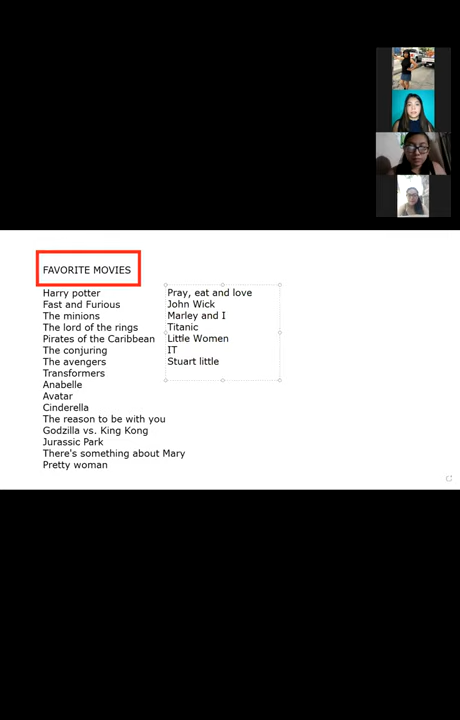 FAVORITE MOVIES
Harry potter
Fast and Furious
The minions
The lord of the rings
Pirates of the Caribbean
The conjuring
The avengers
Transformers
Anabelle
Avatar
Cinderella
The reason to be with you
Godzilla vs. King Kong
Jurassic Park
There's something about Mary
Pretty woman
Pray, eat and love
John Wick
Marley and I
Titanic
Little Women
IT
Stuart little